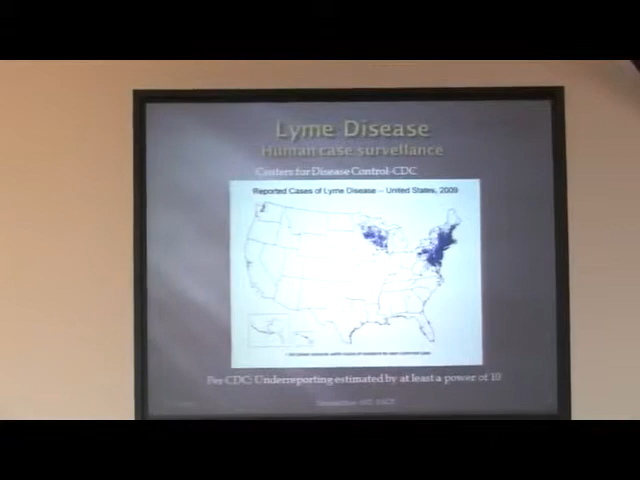 Lyme Disease
Human case survellance
Centers for Disease Control-CDC
Reported Cases of Lyme Disease -- United States, 2009
Per CDC: Underreporting estimated by at least a power of 10